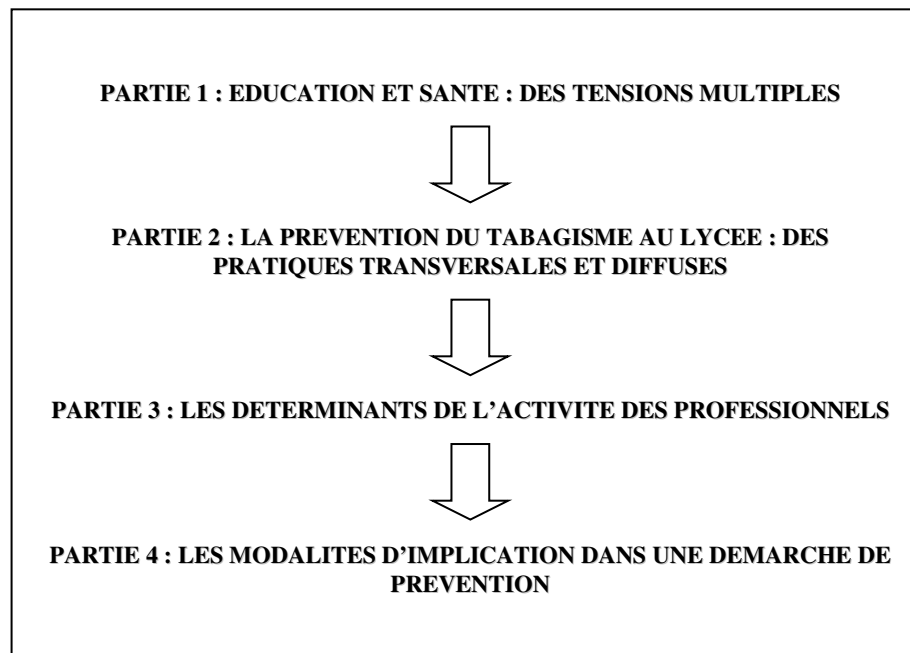 PARTIE 1 : EDUCATION ET SANTE : DES TENSIONS MULTIPLES
PARTIE 2 : LA PREVENTION DU TABAGISME AU LYCEE : DES
PRATIQUES TRANSVERSALES ET DIFFUSES
PARTIE 3 : LES DETERMINANTS DE L’ACTIVITE DES PROFESSIONNELS
PARTIE 4 : LES MODALITES D’IMPLICATION DANS UNE DEMARCHE DE
PREVENTION